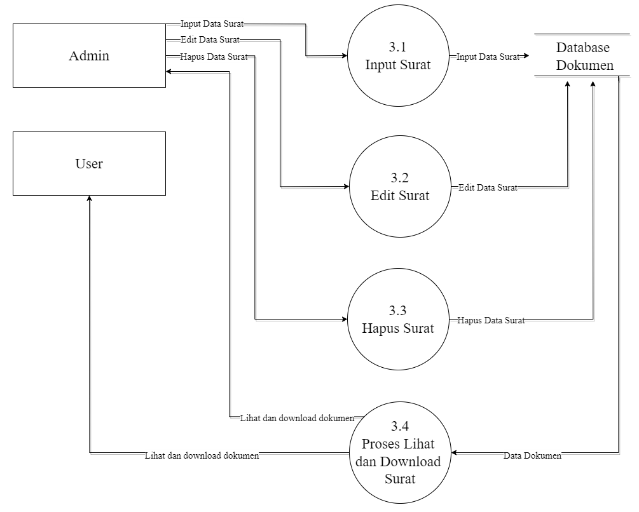 Input Data Surat
Edit Data Surat
Hapus Data Surat
Admin
3.1
Input Surat
Input Data Surat
Database
Dokumen
User
3.2
Edit Surat
Edit Data Surat
3.3
Hapus Surat
Hapus Data Surat
Lihat dan download dokumen
3.4
Proses Lihat
dan Download
Surat
Lihat dan download dokumen
Data Dokumen